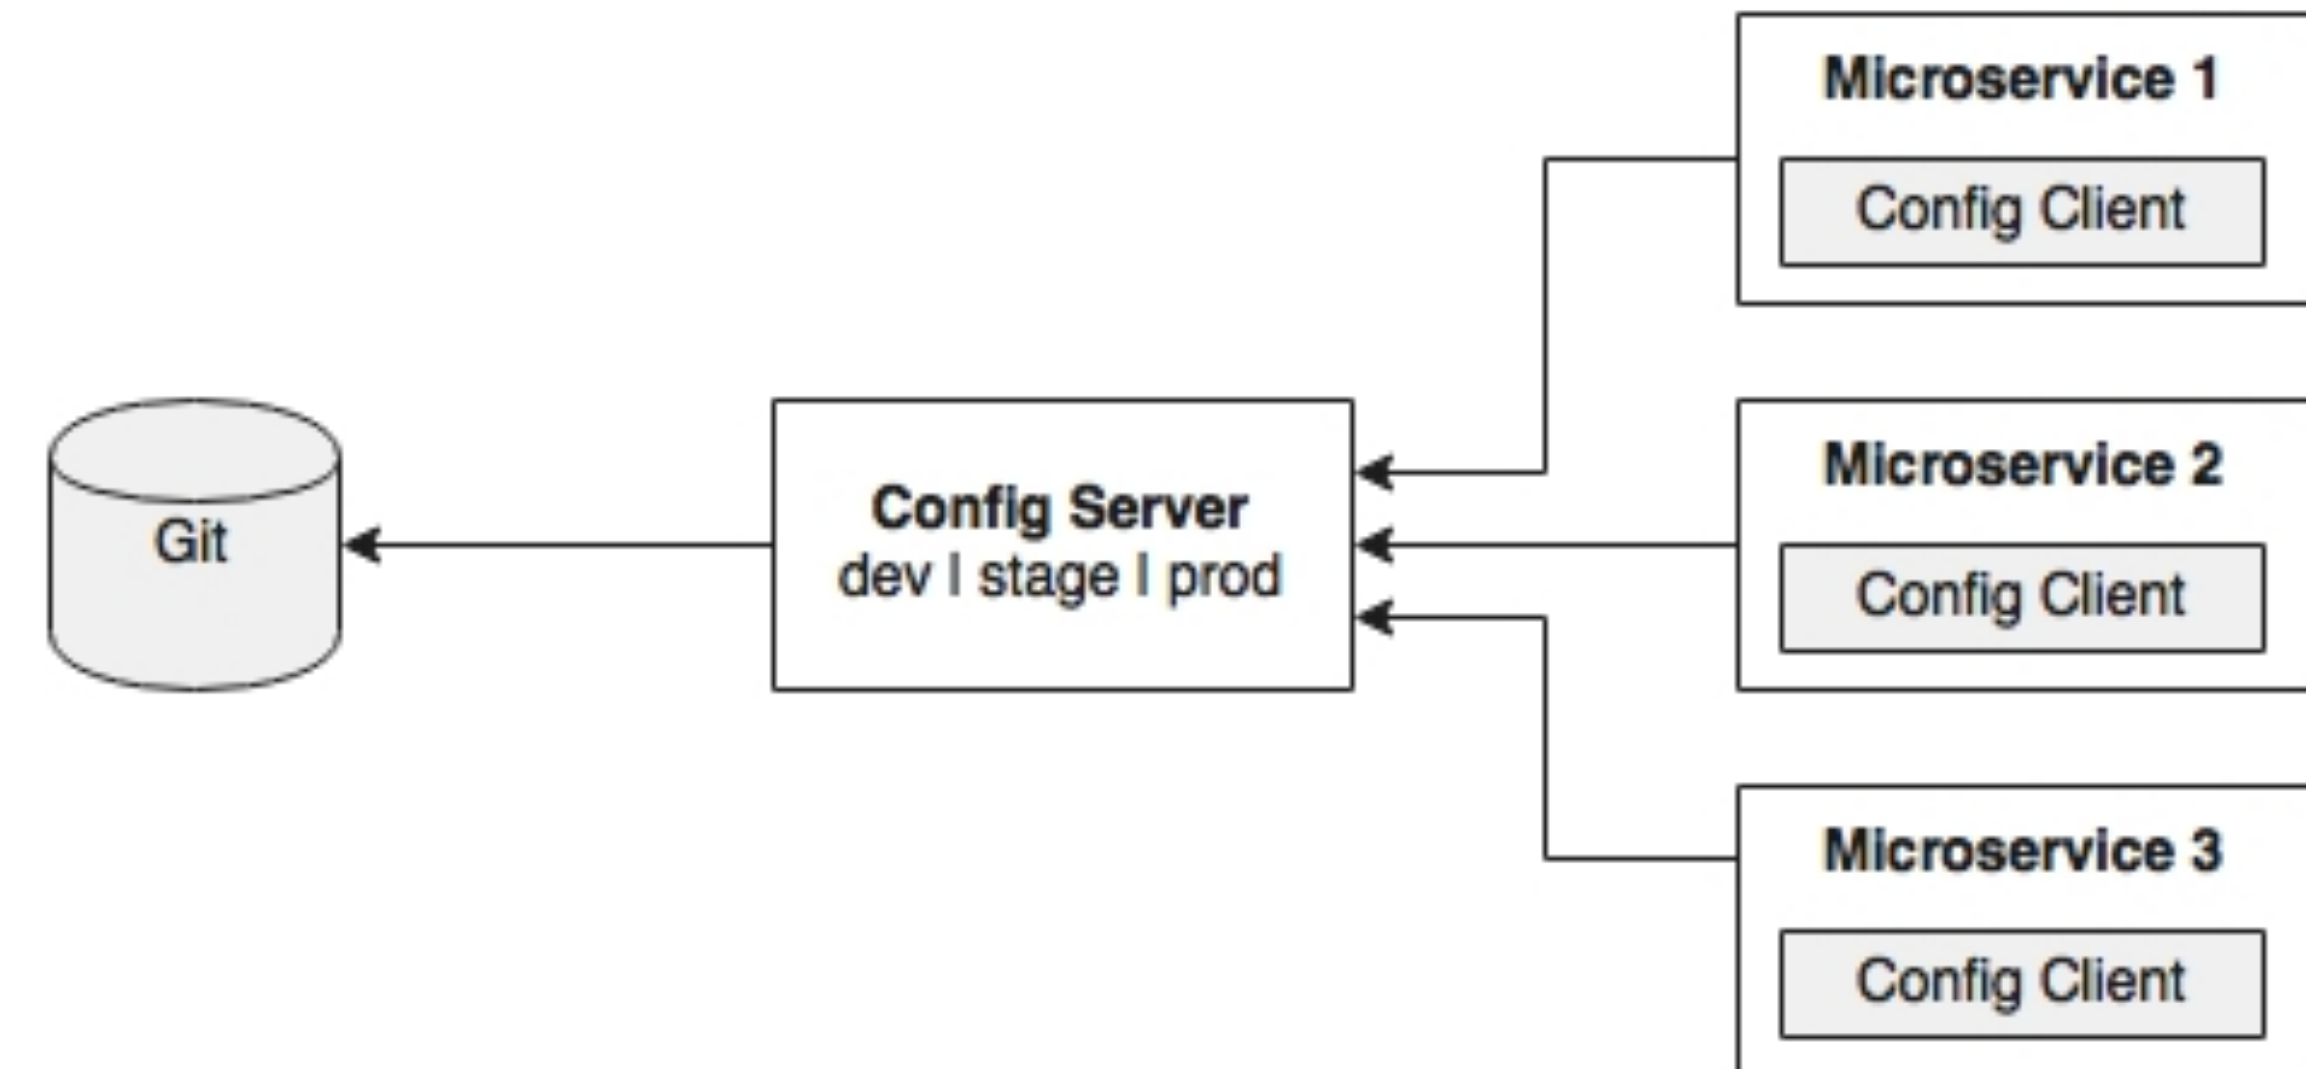 Microservice 1
Config Client
Microservice 2
Config Client
Git
Config Server
dev | stage | prod
Microservice 3
Config Client